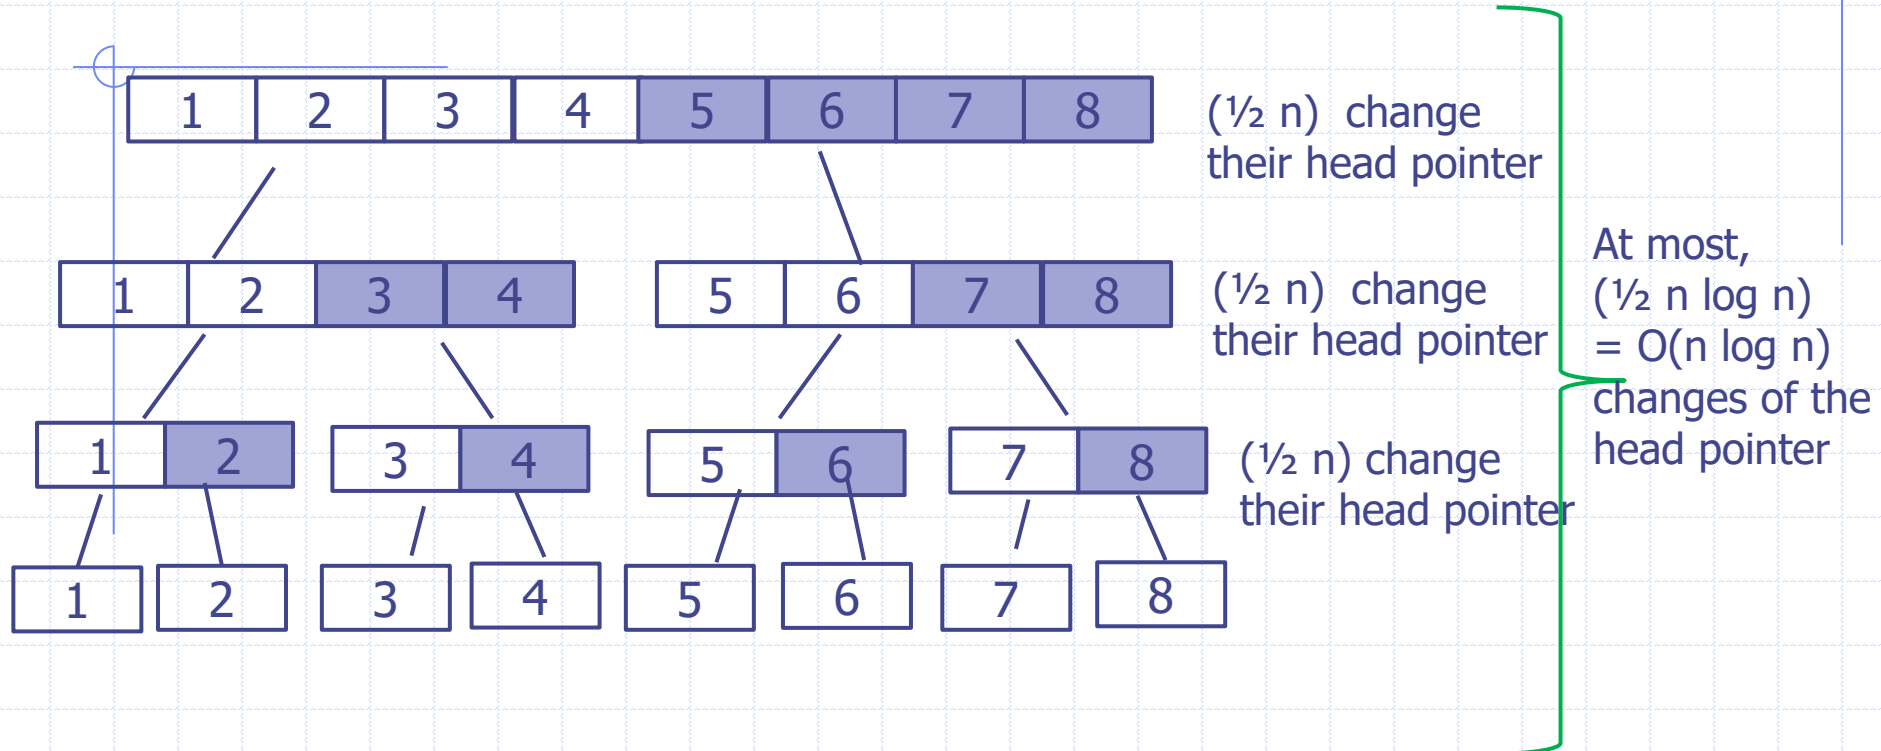 1 2 3 4 5 6 7 8
(½ n)  change
their head pointer
1 2 3 4
5 6 7 8
(½ n)  change
their head pointer
At most,
(½ n log n)
= O(n log n)
changes of the
head pointer
1 2
3 4
5 6
7 8
(½ n) change
their head pointer
1
2
3
4
5
6
7
8